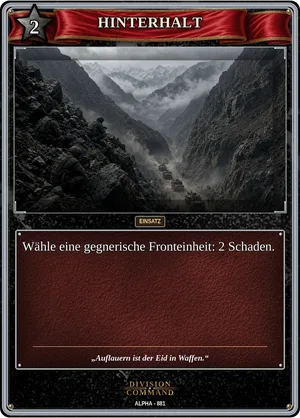 2
HINTERHALT
EINSATZ
Wähle eine gegnerische Fronteinheit: 2 Schaden.
„Auflauern ist der Eid in Waffen.“
DIVISION
COMMAND
ALPHA - 881